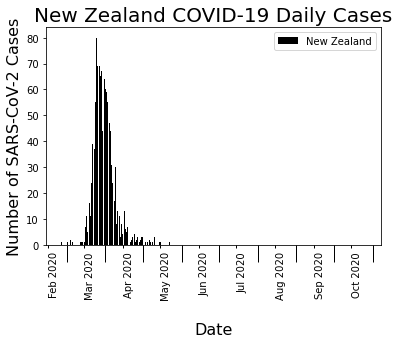 New Zealand COVID-19 Daily Cases
New Zealand
Number of SARS-CoV-2 Cases
80
70
60
50
40
30
20
10
0
Feb 2020
Mar 2020
Apr 2020
May 2020
Jun 2020
Jul 2020
Aug 2020
Sep 2020
Oct 2020
Date